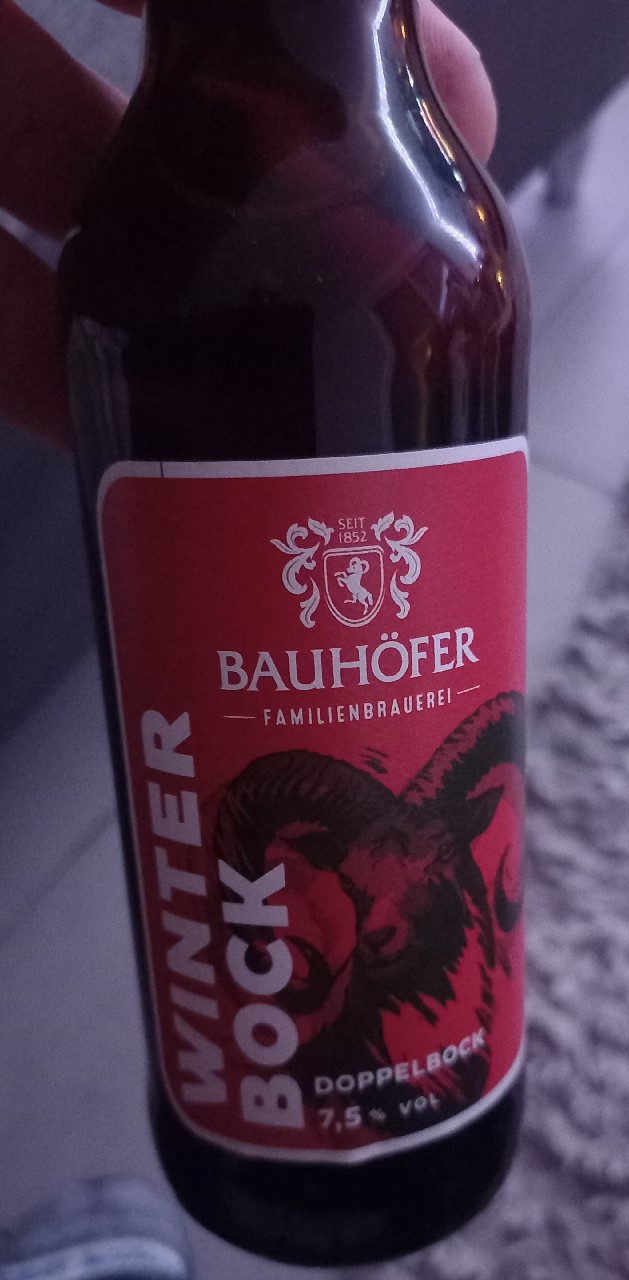 SEIT
1852
BAUHÖFER
FAMILIENBRAUEREI
WINTER
BOCK
DOPPELBOCK
7,5 % VOL